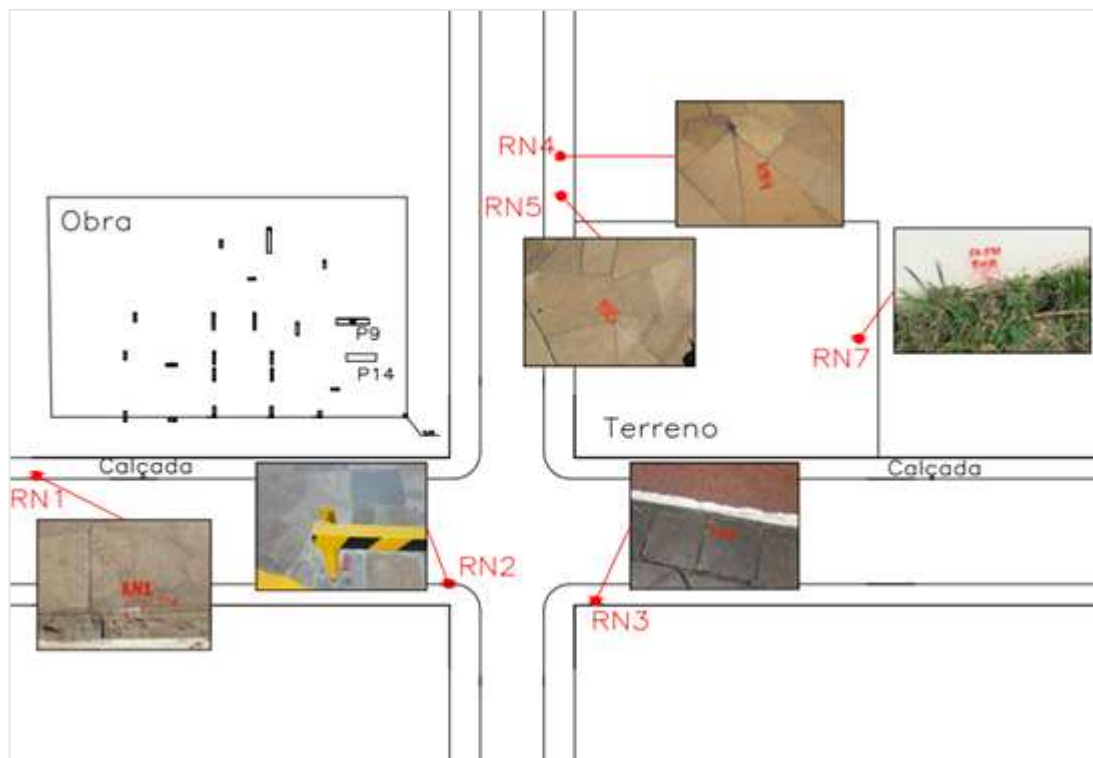 RN4
RN5
Obra
P9
P14
RN7
Terreno
Calçada
Calçada
RN1
RN1
RN2
RN3